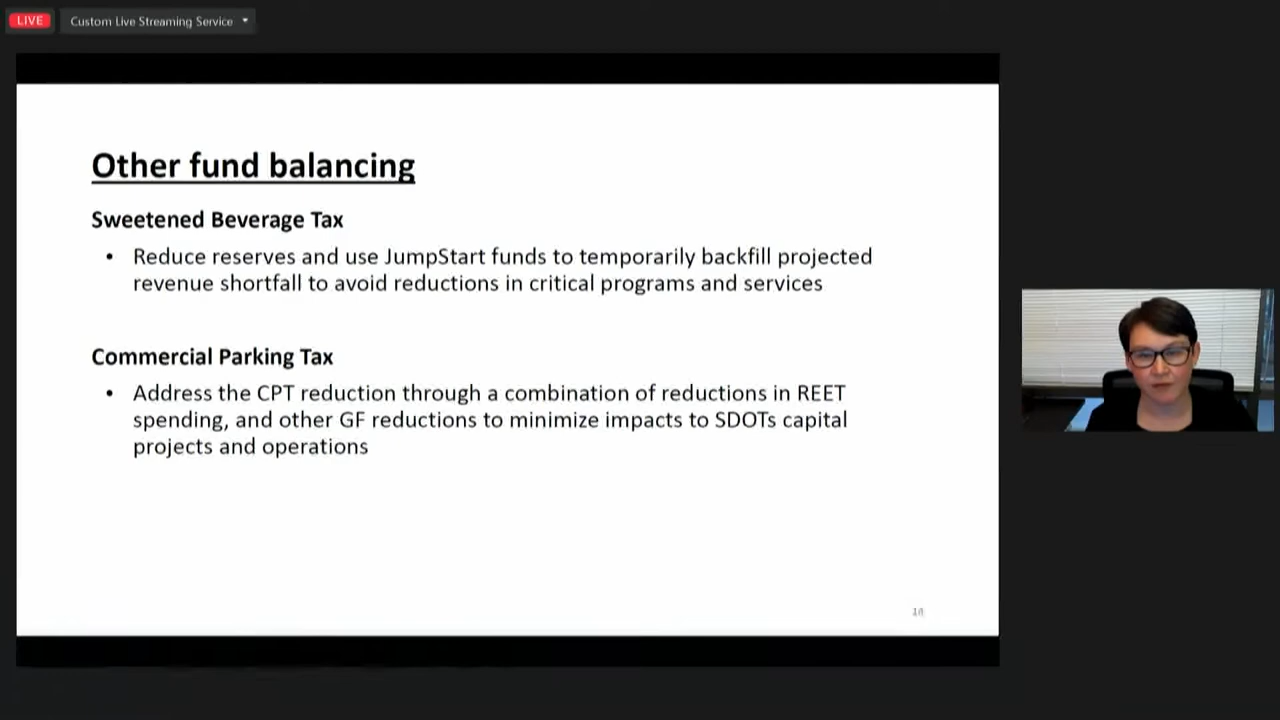 LIVE
Custom Live Streaming Service
Other fund balancing
Sweetened Beverage Tax
• Reduce reserves and use JumpStart funds to temporarily backfill projected
revenue shortfall to avoid reductions in critical programs and services
Commercial Parking Tax
• Address the CPT reduction through a combination of reductions in REET
spending, and other GF reductions to minimize impacts to SDOTs capital
projects and operations